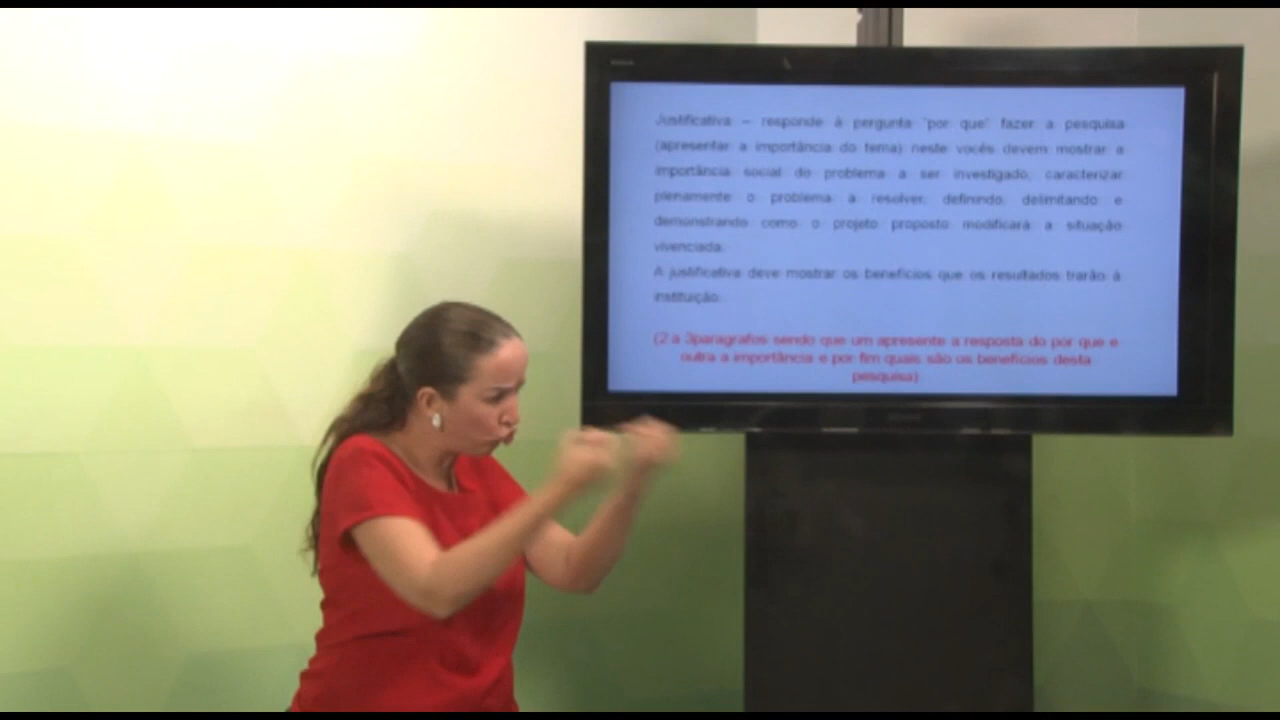 Justificativa – responde à pergunta "por que" fazer a pesquisa
(apresentar a importância do tema) neste vocês devem mostrar a
importância social do problema a ser investigado, caracterizar
plenamente o problema a resolver, definindo, delimitando e
demonstrando como o projeto proposto modificará a situação
vivenciada.
A justificativa deve mostrar os benefícios que os resultados trarão à
instituição.
(2 a 3paragrafos sendo que um apresente a resposta do por que e
outra a importância e por fim quais são os benefícios desta
pesquisa)